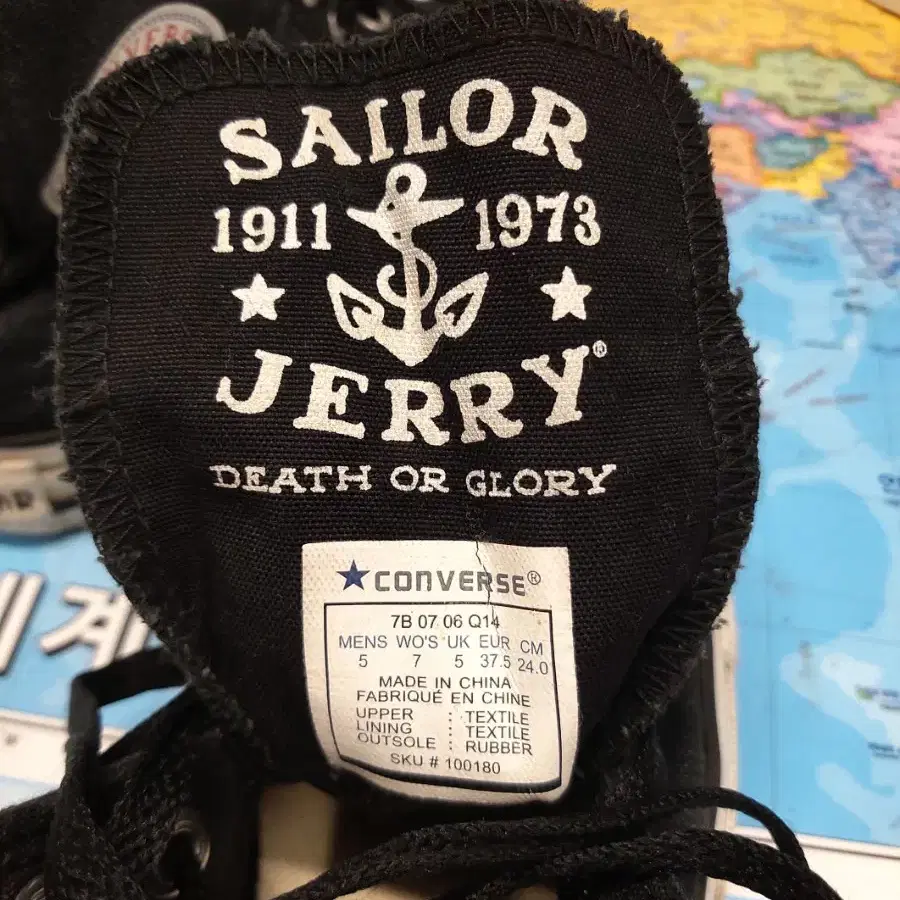 SAILOR
1911 1973
JERRY®
DEATH OR GLORY
★CONVERSE®
7B 07 06 Q14
MENS WO'S UK EUR CM
5 7 5 37.5 24.0
MADE IN CHINA
FABRIQUÉ EN CHINE
UPPER : TEXTILE
LINING : TEXTILE
OUTSOLE : RUBBER
SKU # 100180
계